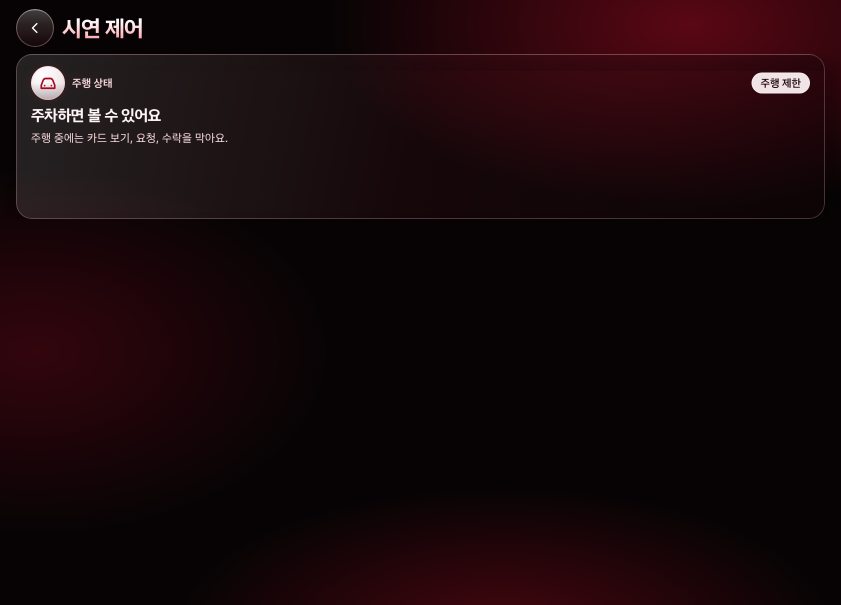 시연 제어
주행 상태
주행 제한
주차하면 볼 수 있어요
주행 중에는 카드 보기, 요청, 수락을 막아요.